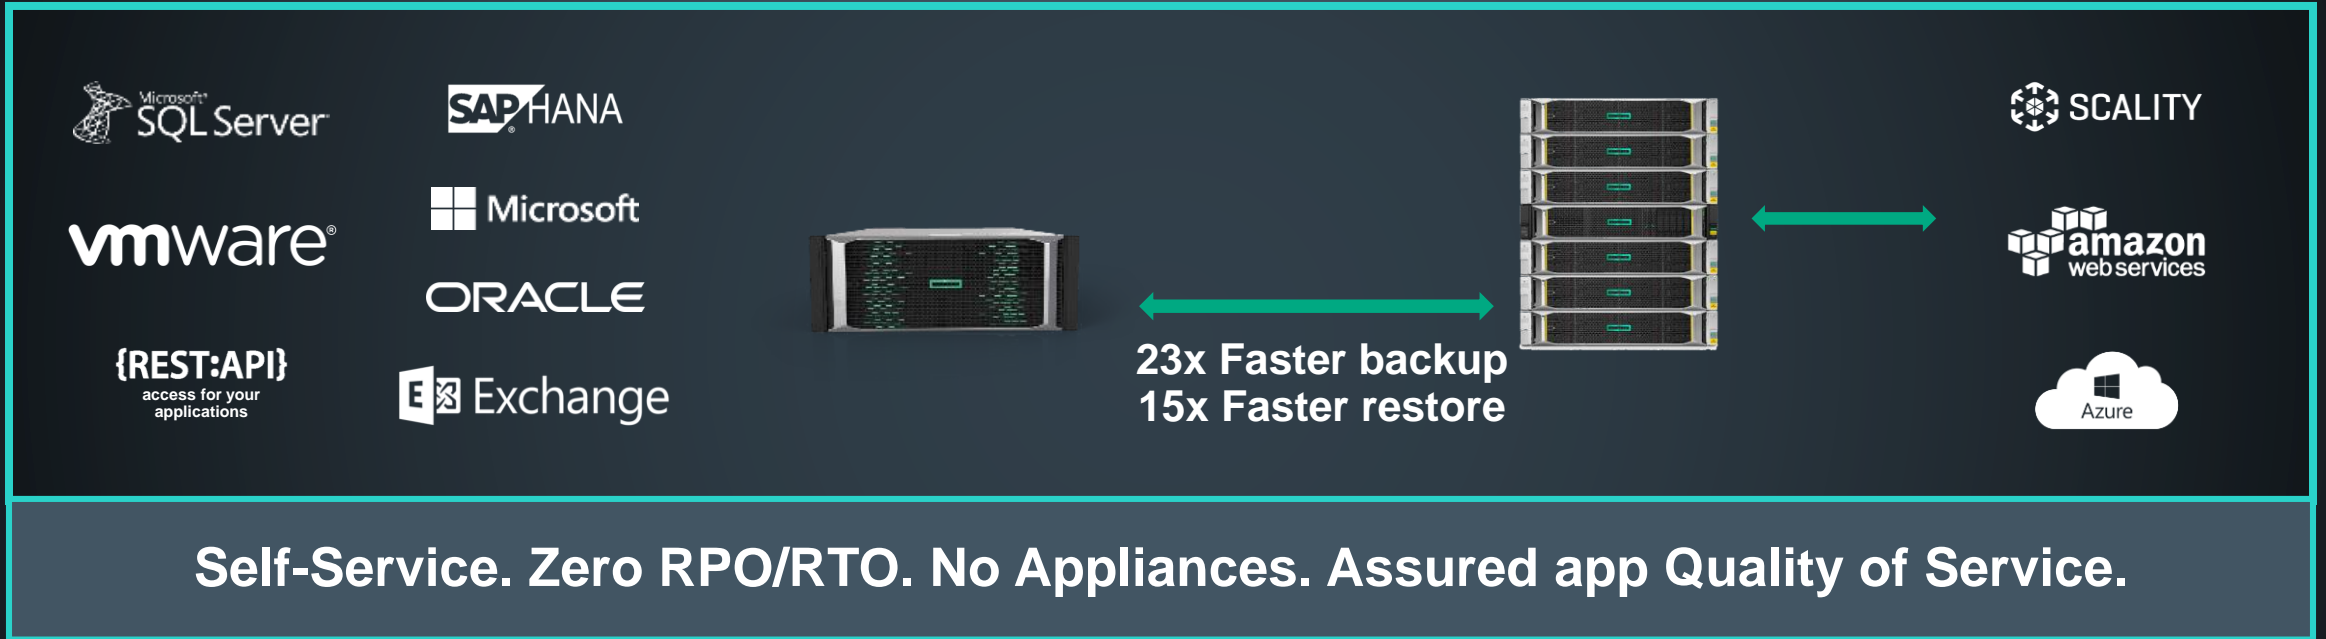 Microsoft®
SQL Server
vmware®
{REST:API}
access for your
applications
SAP® HANA
Microsoft
ORACLE
E Exchange
23x Faster backup
15x Faster restore
SCALITY
amazon
web services
Azure
Self-Service. Zero RPO/RTO. No Appliances. Assured app Quality of Service.